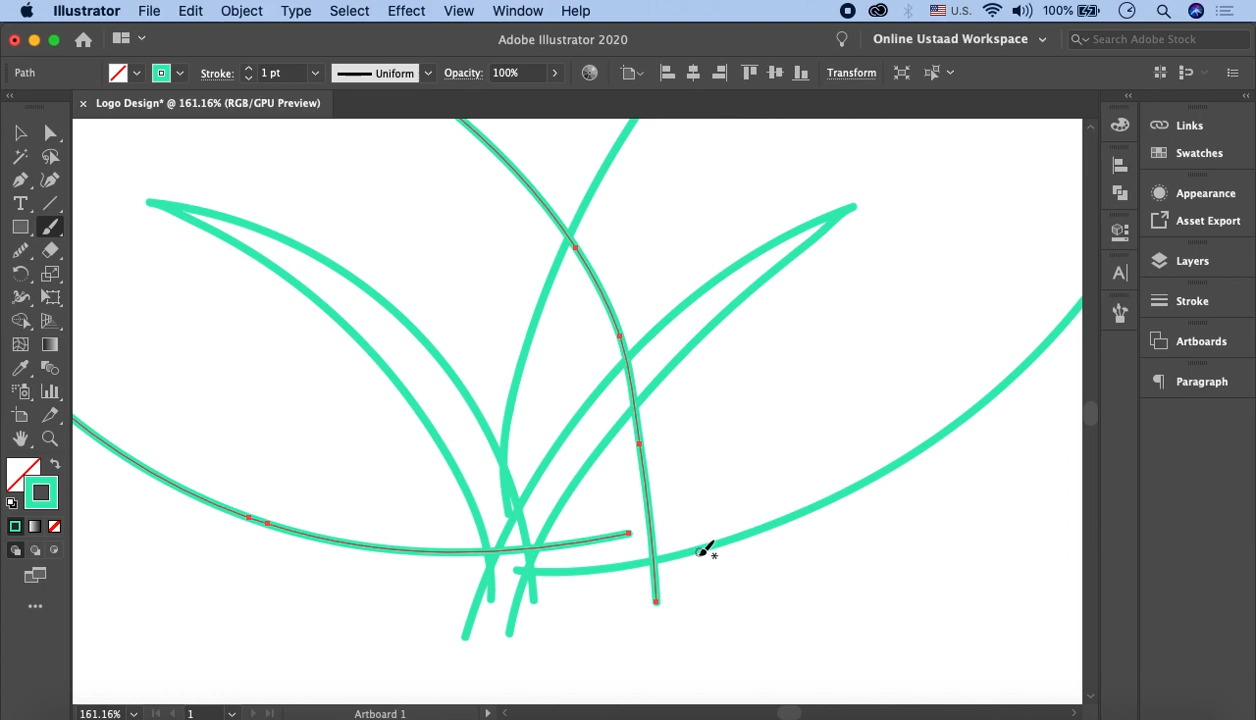 Illustrator File Edit Object Type Select Effect View Window Help U.S. 100%
Adobe Illustrator 2020 Online Ustaad Workspace Search Adobe Stock
Path Stroke: 1 pt Uniform Opacity: 100% Transform
× Logo Design* @ 161.16% (RGB/GPU Preview)
Links
Swatches
Appearance
Asset Export
Layers
Stroke
Artboards
Paragraph
161.16% 1 Artboard 1